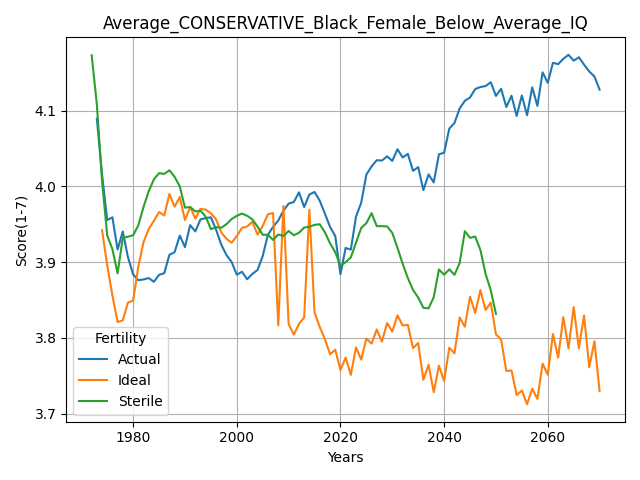 Average_CONSERVATIVE_Black_Female_Below_Average_IQ
Score(1-7)
4.1
4.0
3.9
3.8
3.7
Fertility
Actual
Ideal
Sterile
1980
2000
2020
2040
2060
Years